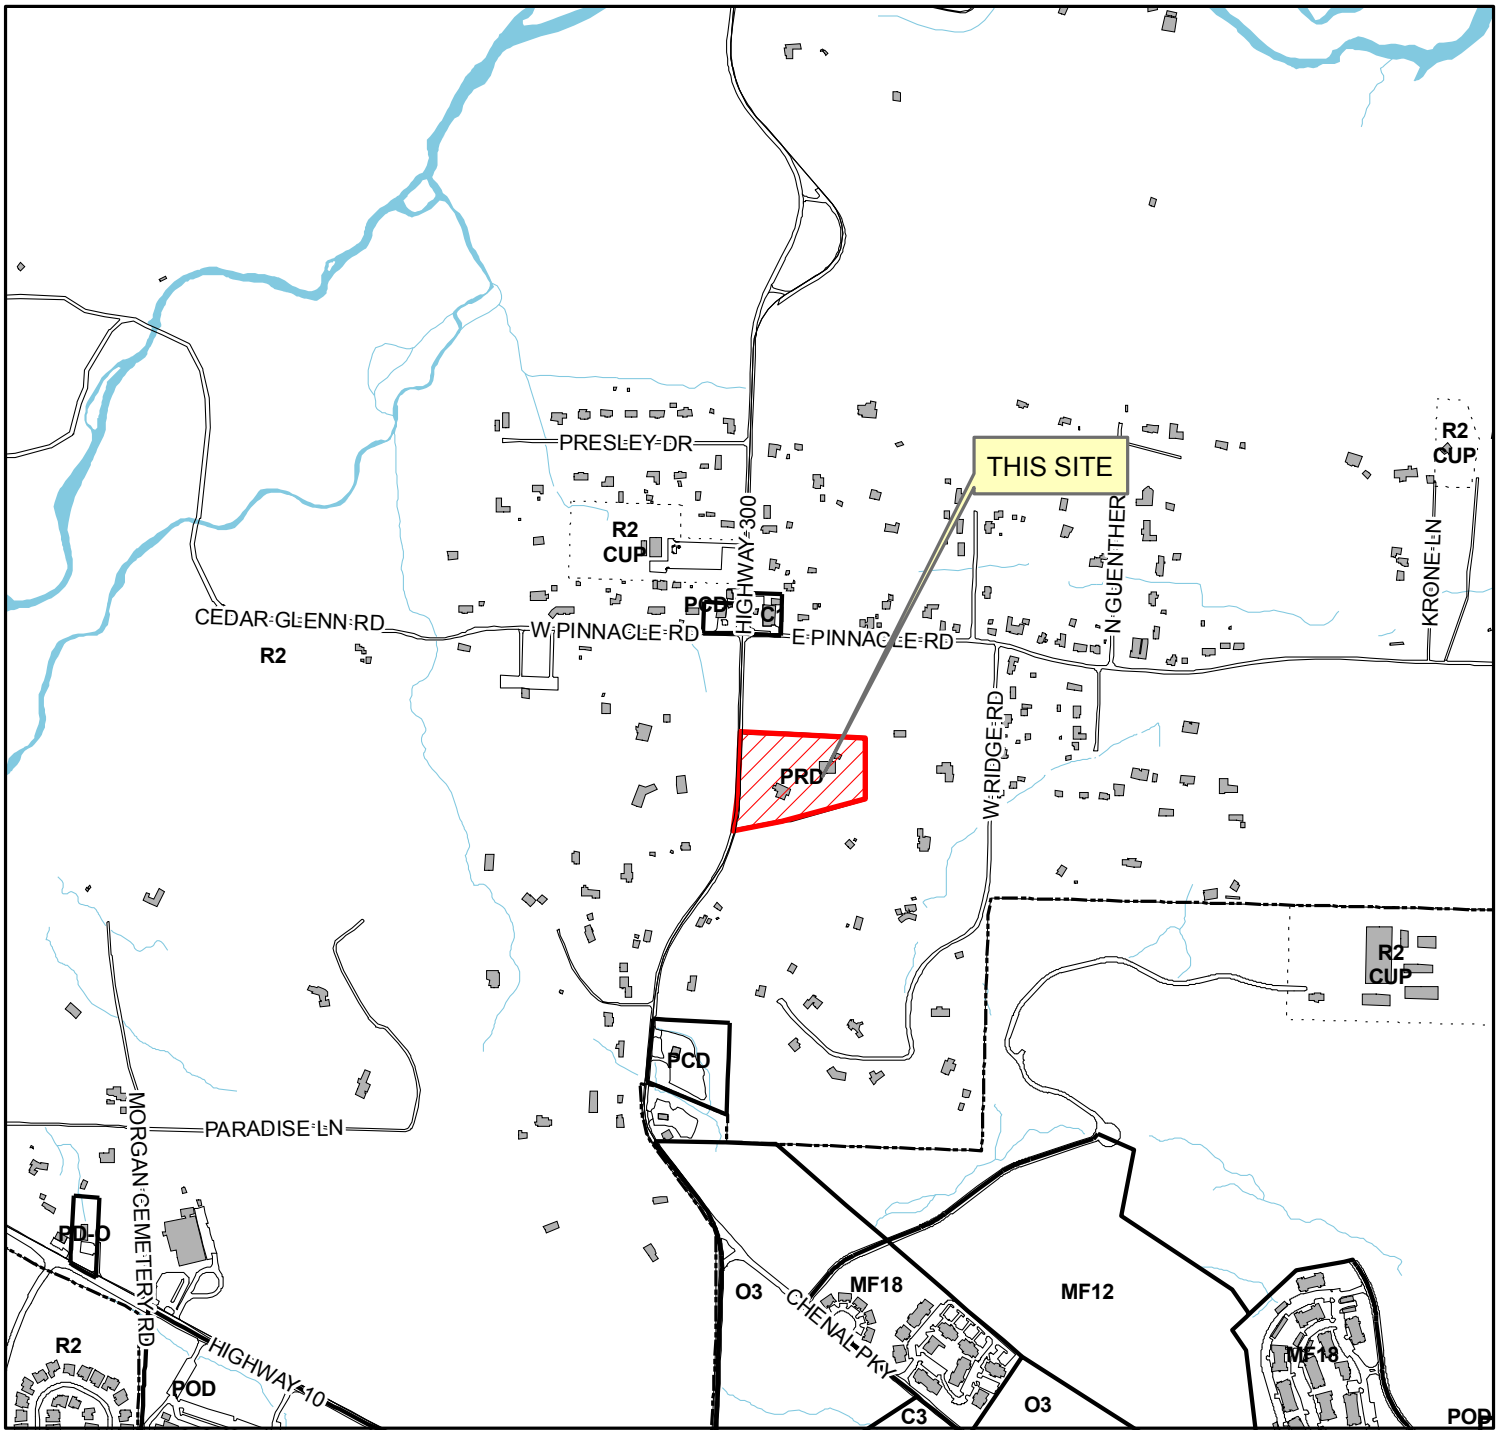 PRESLEY DR
THIS SITE
R2
CUP
HIGHWAY 300
R2
CUP
N GUENTHER
KRONE LN
PCD
C1
CEDAR GLENN RD
W PINNACLE RD
E PINNACLE RD
R2
W RIDGE RD
PRD
R2
CUP
PCD
MORGAN CEMETERY RD
PARADISE LN
PD-O
O3
MF18
MF12
CHENAL PKY
R2
HIGHWAY 10
MF18
POD
C3
O3
POD